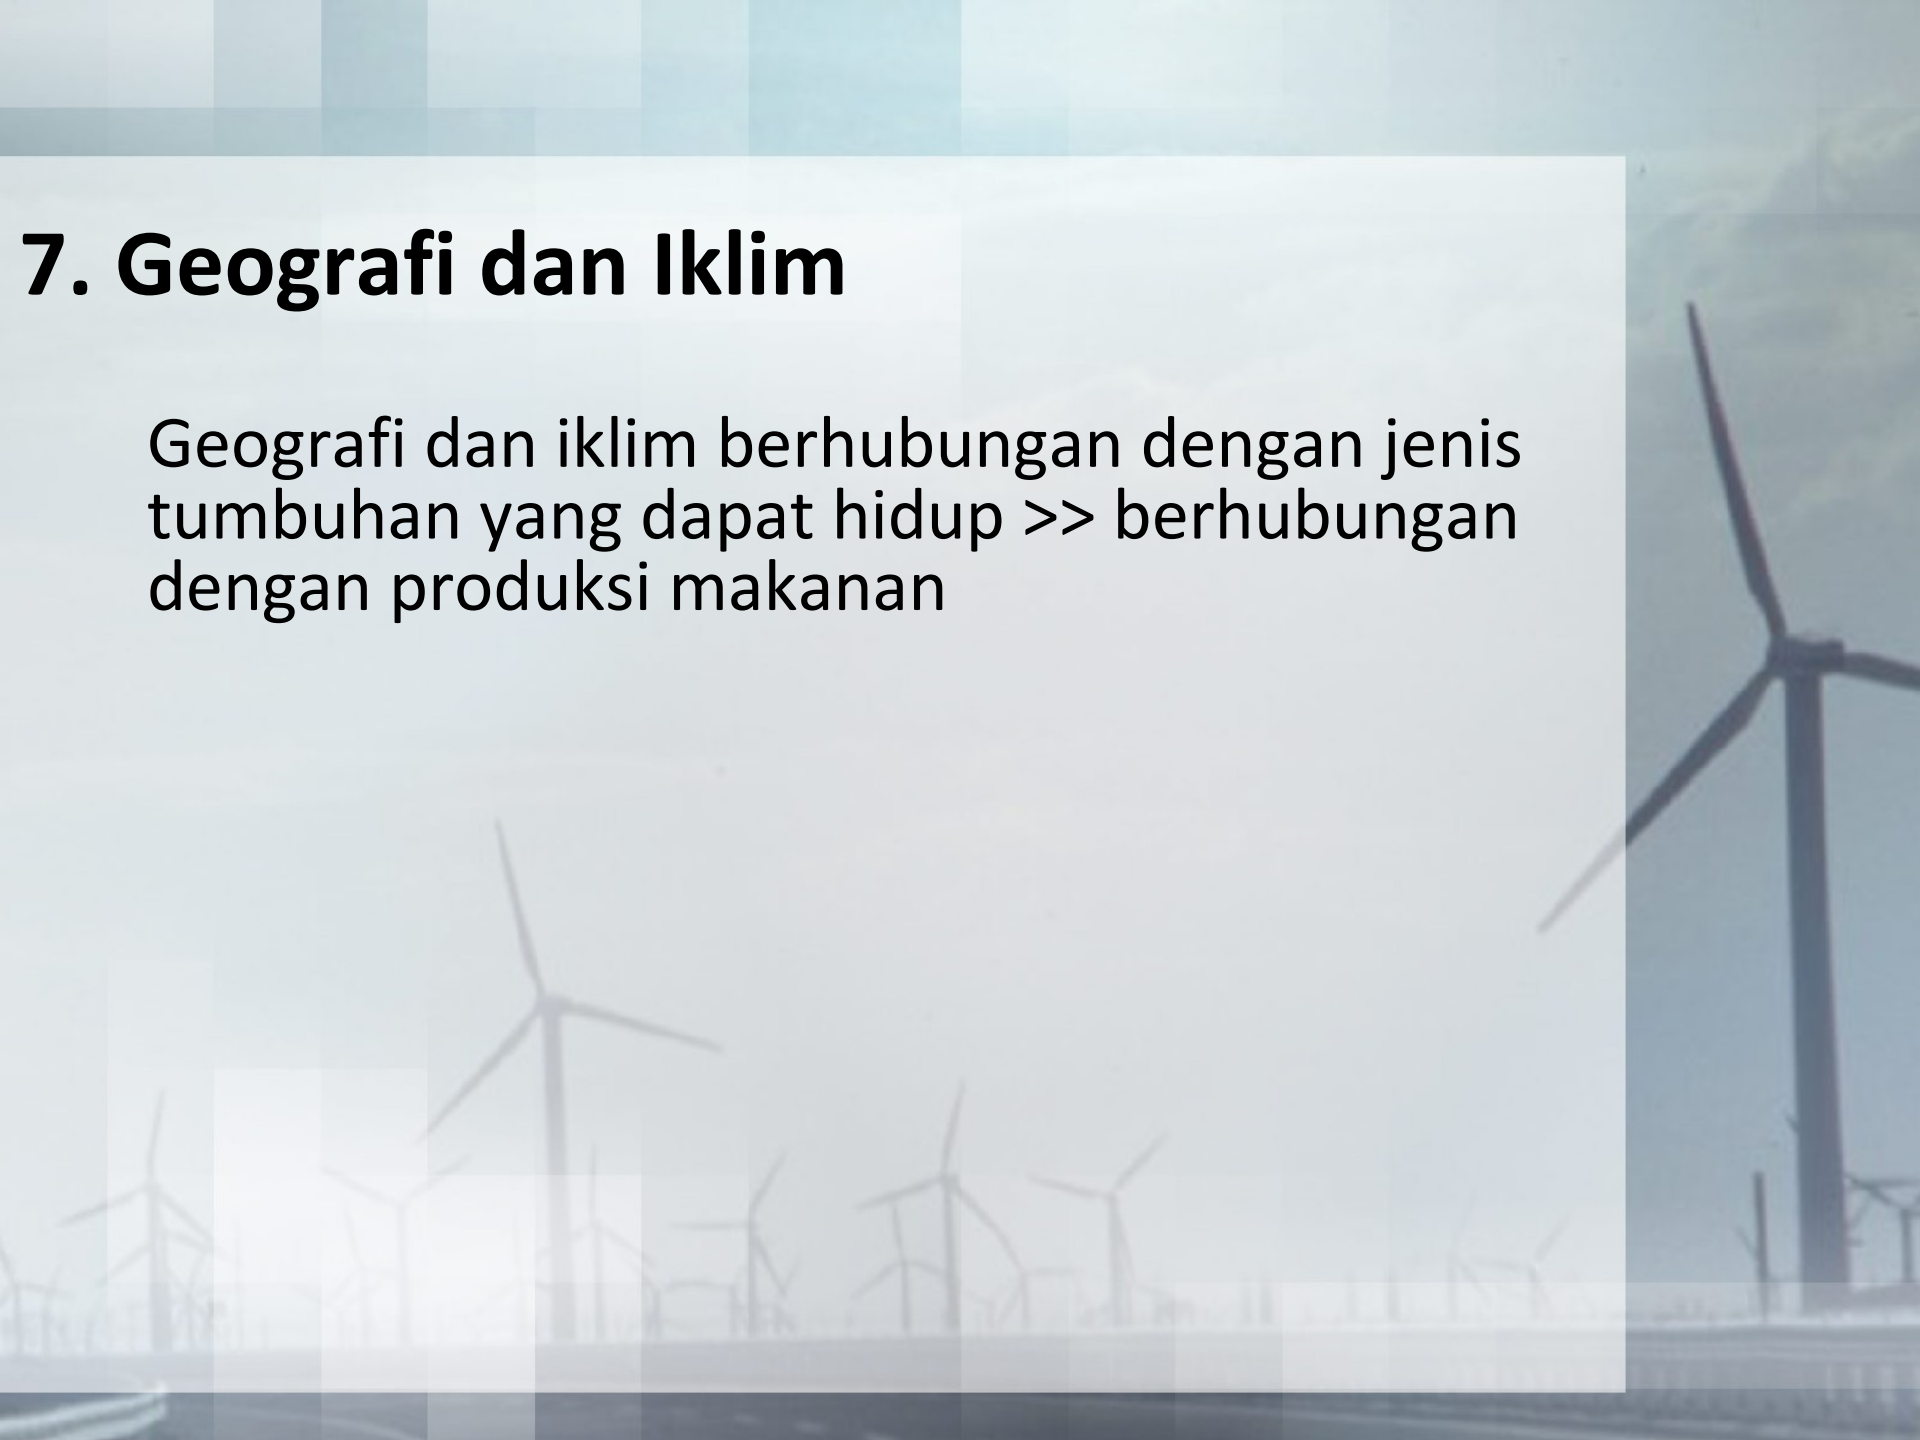 7. Geografi dan Iklim
Geografi dan iklim berhubungan dengan jenis
tumbuhan yang dapat hidup >> berhubungan
dengan produksi makanan